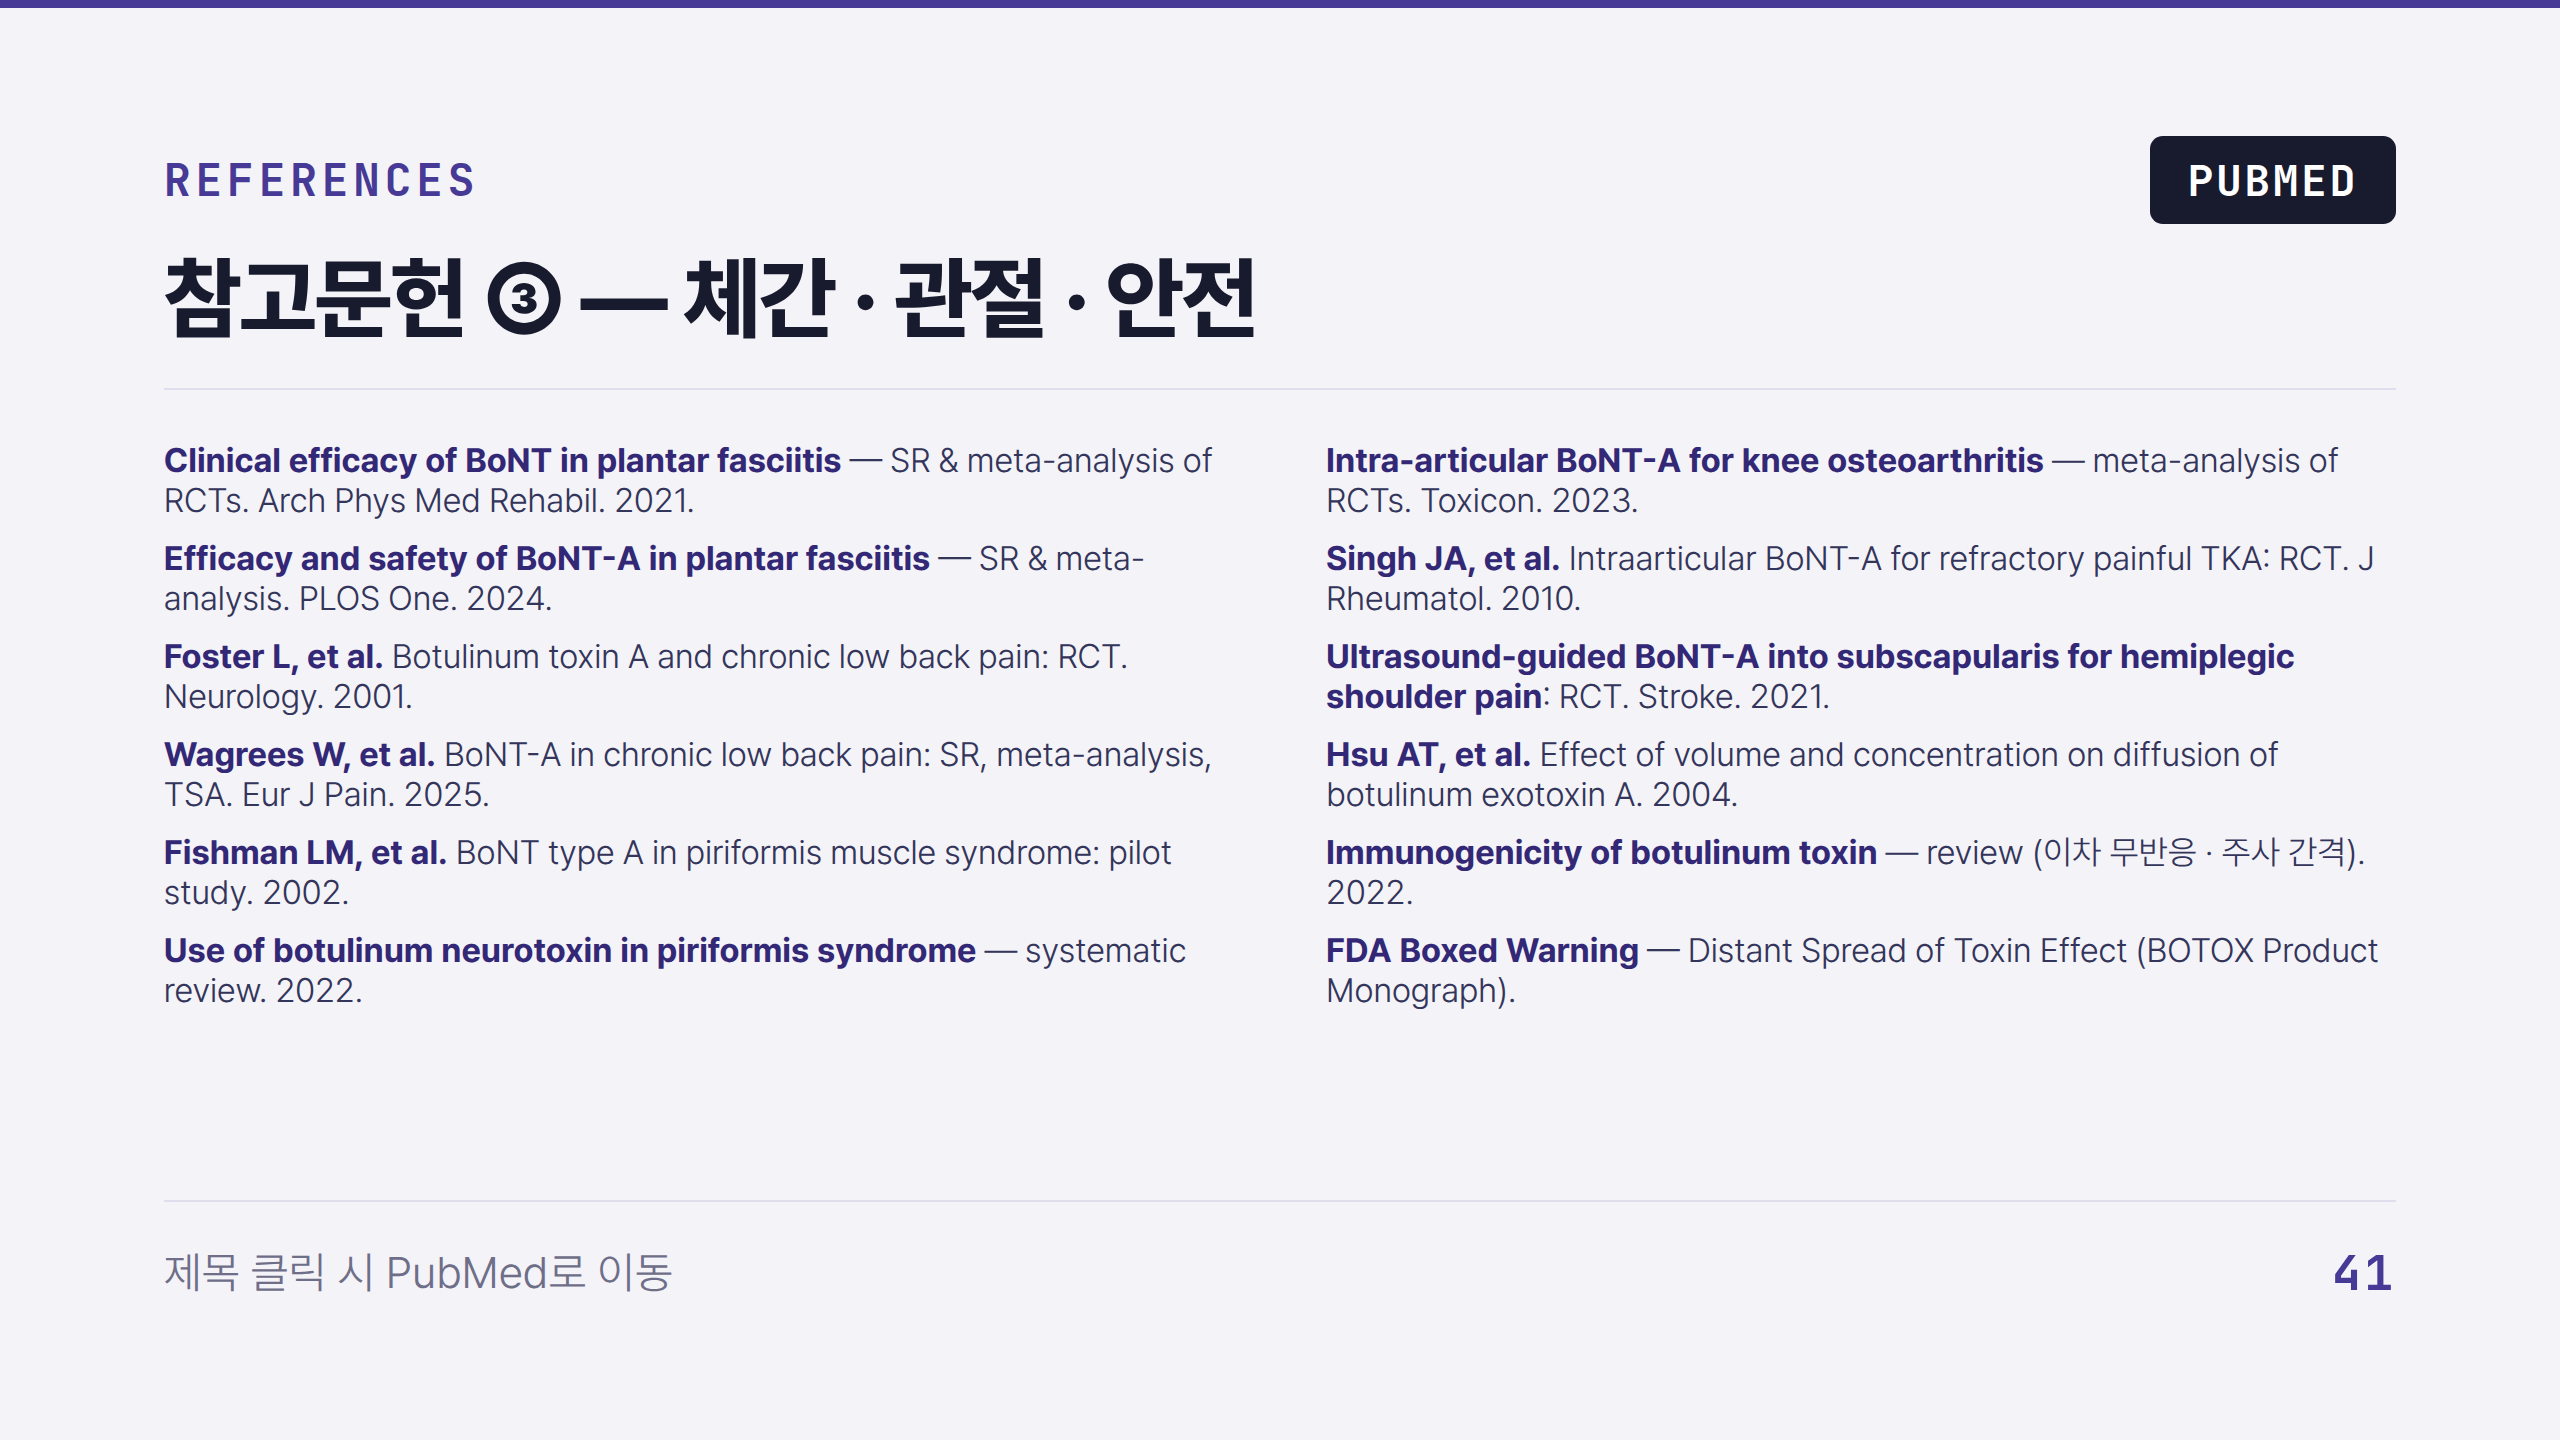 REFERENCES
PUBMED
참고문헌 ③ — 체간 · 관절 · 안전
Clinical efficacy of BoNT in plantar fasciitis — SR & meta-analysis of
RCTs. Arch Phys Med Rehabil. 2021.
Efficacy and safety of BoNT-A in plantar fasciitis — SR & meta-
analysis. PLOS One. 2024.
Foster L, et al. Botulinum toxin A and chronic low back pain: RCT.
Neurology. 2001.
Wagrees W, et al. BoNT-A in chronic low back pain: SR, meta-analysis,
TSA. Eur J Pain. 2025.
Fishman LM, et al. BoNT type A in piriformis muscle syndrome: pilot
study. 2002.
Use of botulinum neurotoxin in piriformis syndrome — systematic
review. 2022.
Intra-articular BoNT-A for knee osteoarthritis — meta-analysis of
RCTs. Toxicon. 2023.
Singh JA, et al. Intraarticular BoNT-A for refractory painful TKA: RCT. J
Rheumatol. 2010.
Ultrasound-guided BoNT-A into subscapularis for hemiplegic
shoulder pain: RCT. Stroke. 2021.
Hsu AT, et al. Effect of volume and concentration on diffusion of
botulinum exotoxin A. 2004.
Immunogenicity of botulinum toxin — review (이차 무반응 · 주사 간격).
2022.
FDA Boxed Warning — Distant Spread of Toxin Effect (BOTOX Product
Monograph).
제목 클릭 시 PubMed로 이동
41